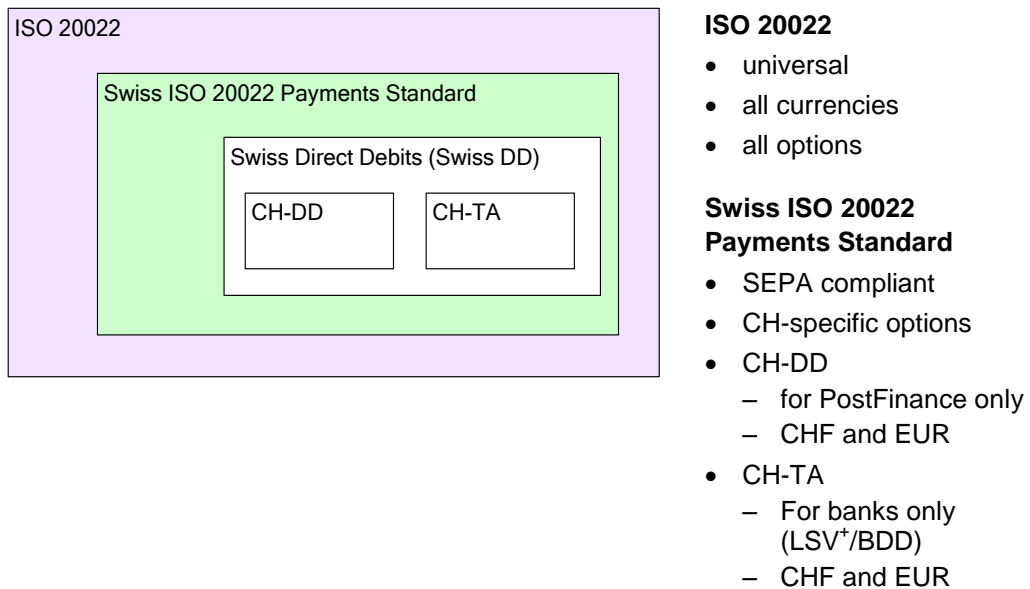 ISO 20022
Swiss ISO 20022 Payments Standard
Swiss Direct Debits (Swiss DD)
CH-DD
CH-TA
ISO 20022
• universal
• all currencies
• all options
Swiss ISO 20022
Payments Standard
• SEPA compliant
• CH-specific options
• CH-DD
– for PostFinance only
– CHF and EUR
• CH-TA
– For banks only
(LSV⁺/BDD)
– CHF and EUR